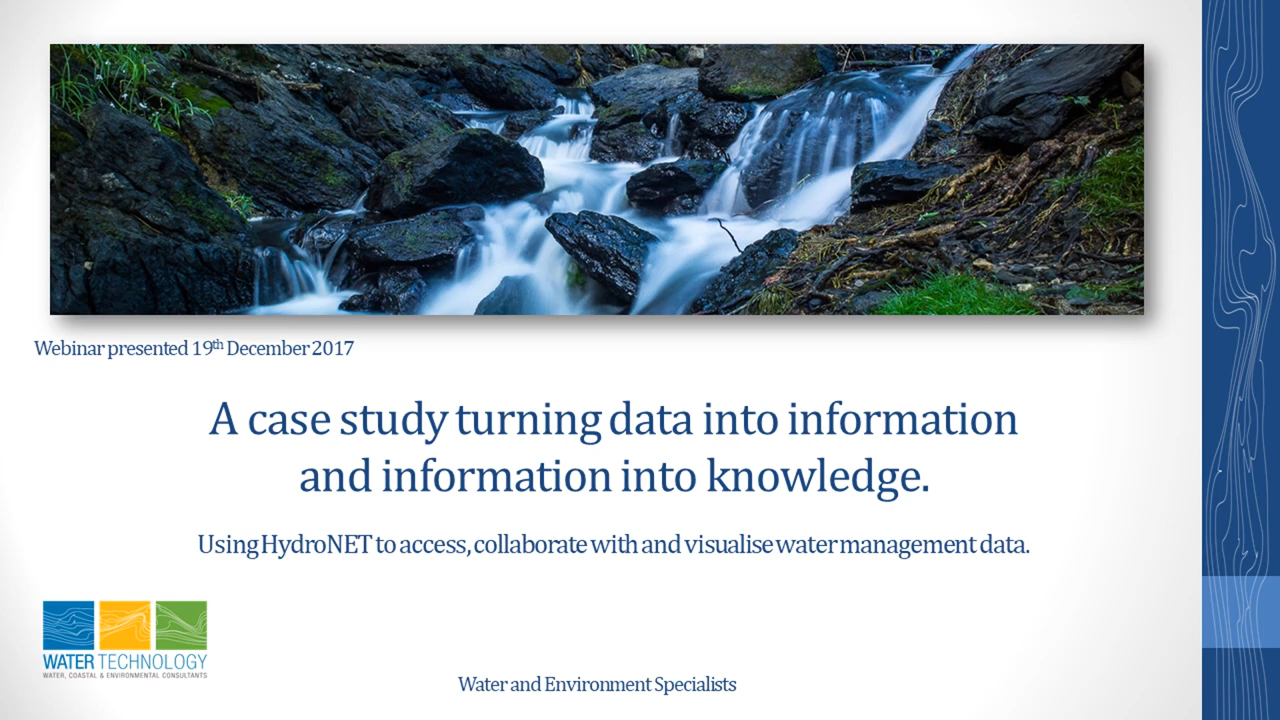 Webinar presented 19th December 2017
A case study turning data into information
and information into knowledge.
Using HydroNET to access, collaborate with and visualise water management data.
WATER TECHNOLOGY
WATER, COASTAL & ENVIRONMENTAL CONSULTANTS
Water and Environment Specialists